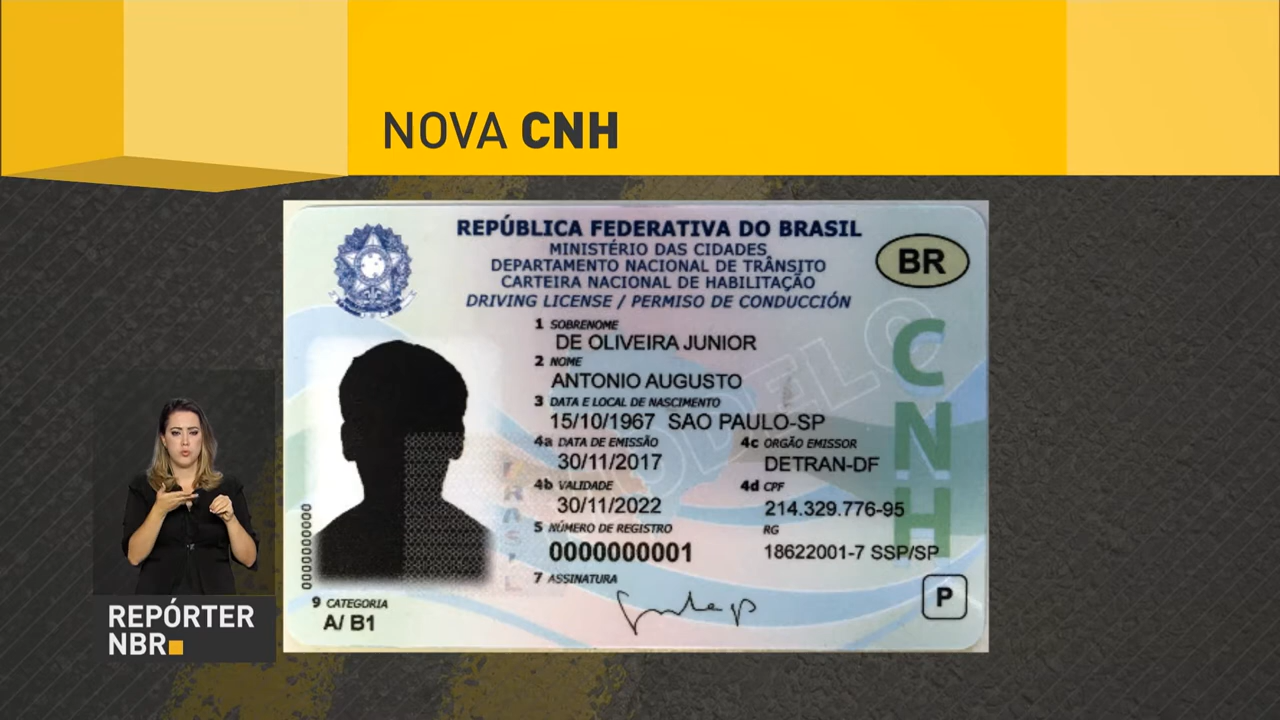 NOVA CNH
REPÚBLICA FEDERATIVA DO BRASIL
MINISTÉRIO DAS CIDADES
DEPARTAMENTO NACIONAL DE TRÂNSITO
CARTEIRA NACIONAL DE HABILITAÇÃO
DRIVING LICENSE / PERMISO DE CONDUCCIÓN
BR
1 SOBRENOME
DE OLIVEIRA JUNIOR
2 NOME
ANTONIO AUGUSTO
3 DATA E LOCAL DE NASCIMENTO
15/10/1967 SAO PAULO-SP
4a DATA DE EMISSÃO 4c ORGÃO EMISSOR
30/11/2017 DETRAN-DF
4b VALIDADE 4d CPF
30/11/2022 214.329.776-95
5 NÚMERO DE REGISTRO RG
0000000001 18622001-7 SSP/SP
7 ASSINATURA
9 CATEGORIA
A/ B1
P
CNH
MODELO
BRASIL
0000000000
REPÓRTER
NBR